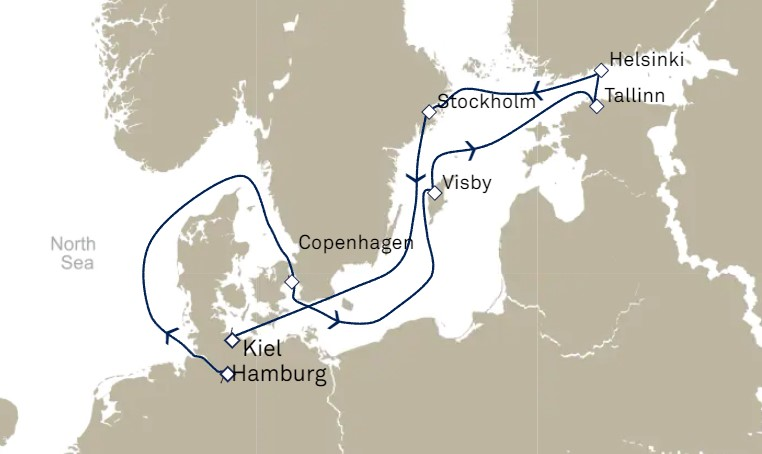 Helsinki
Stockholm
Tallinn
Visby
North
Sea
Copenhagen
Kiel
Hamburg